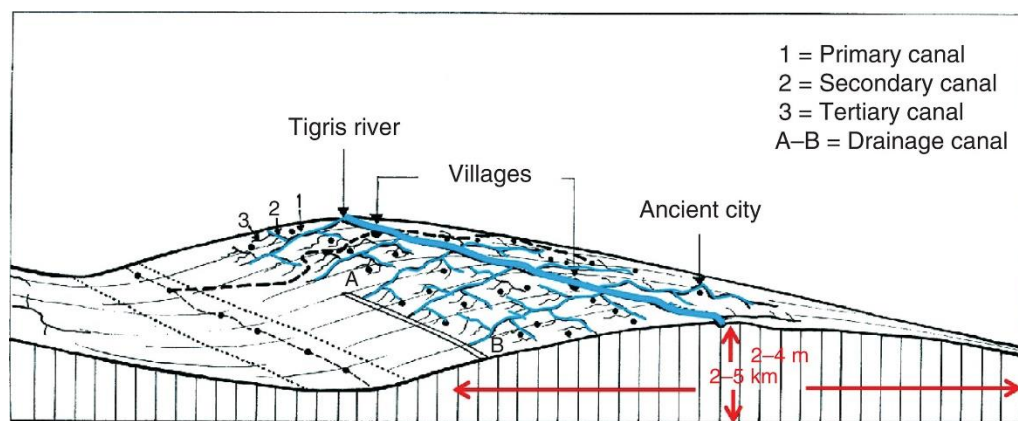 1 = Primary canal
2 = Secondary canal
3 = Tertiary canal
A–B = Drainage canal
Tigris river
Villages
Ancient city
1
2
3
A
B
2–4 m
2–5 km